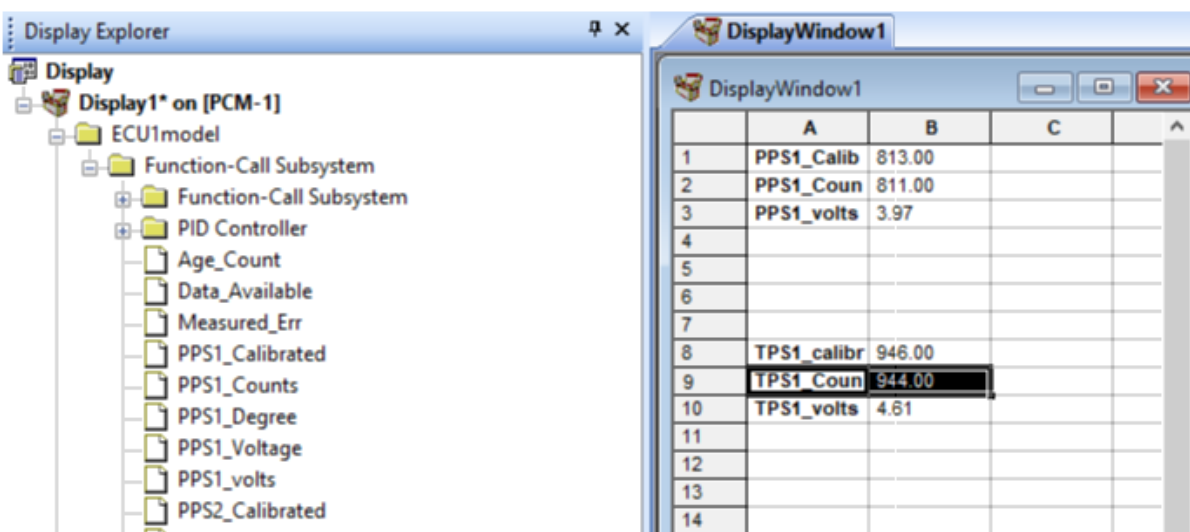 Display Explorer
Display
Display1* on [PCM-1]
ECU1model
Function-Call Subsystem
Function-Call Subsystem
PID Controller
Age_Count
Data_Available
Measured_Err
PPS1_Calibrated
PPS1_Counts
PPS1_Degree
PPS1_Voltage
PPS1_volts
PPS2_Calibrated
DisplayWindow1
DisplayWindow1
A B C
1 PPS1_Calib 813.00
2 PPS1_Coun 811.00
3 PPS1_volts 3.97
4
5
6
7
8 TPS1_calibr 946.00
9 TPS1_Coun 944.00
10 TPS1_volts 4.61
11
12
13
14